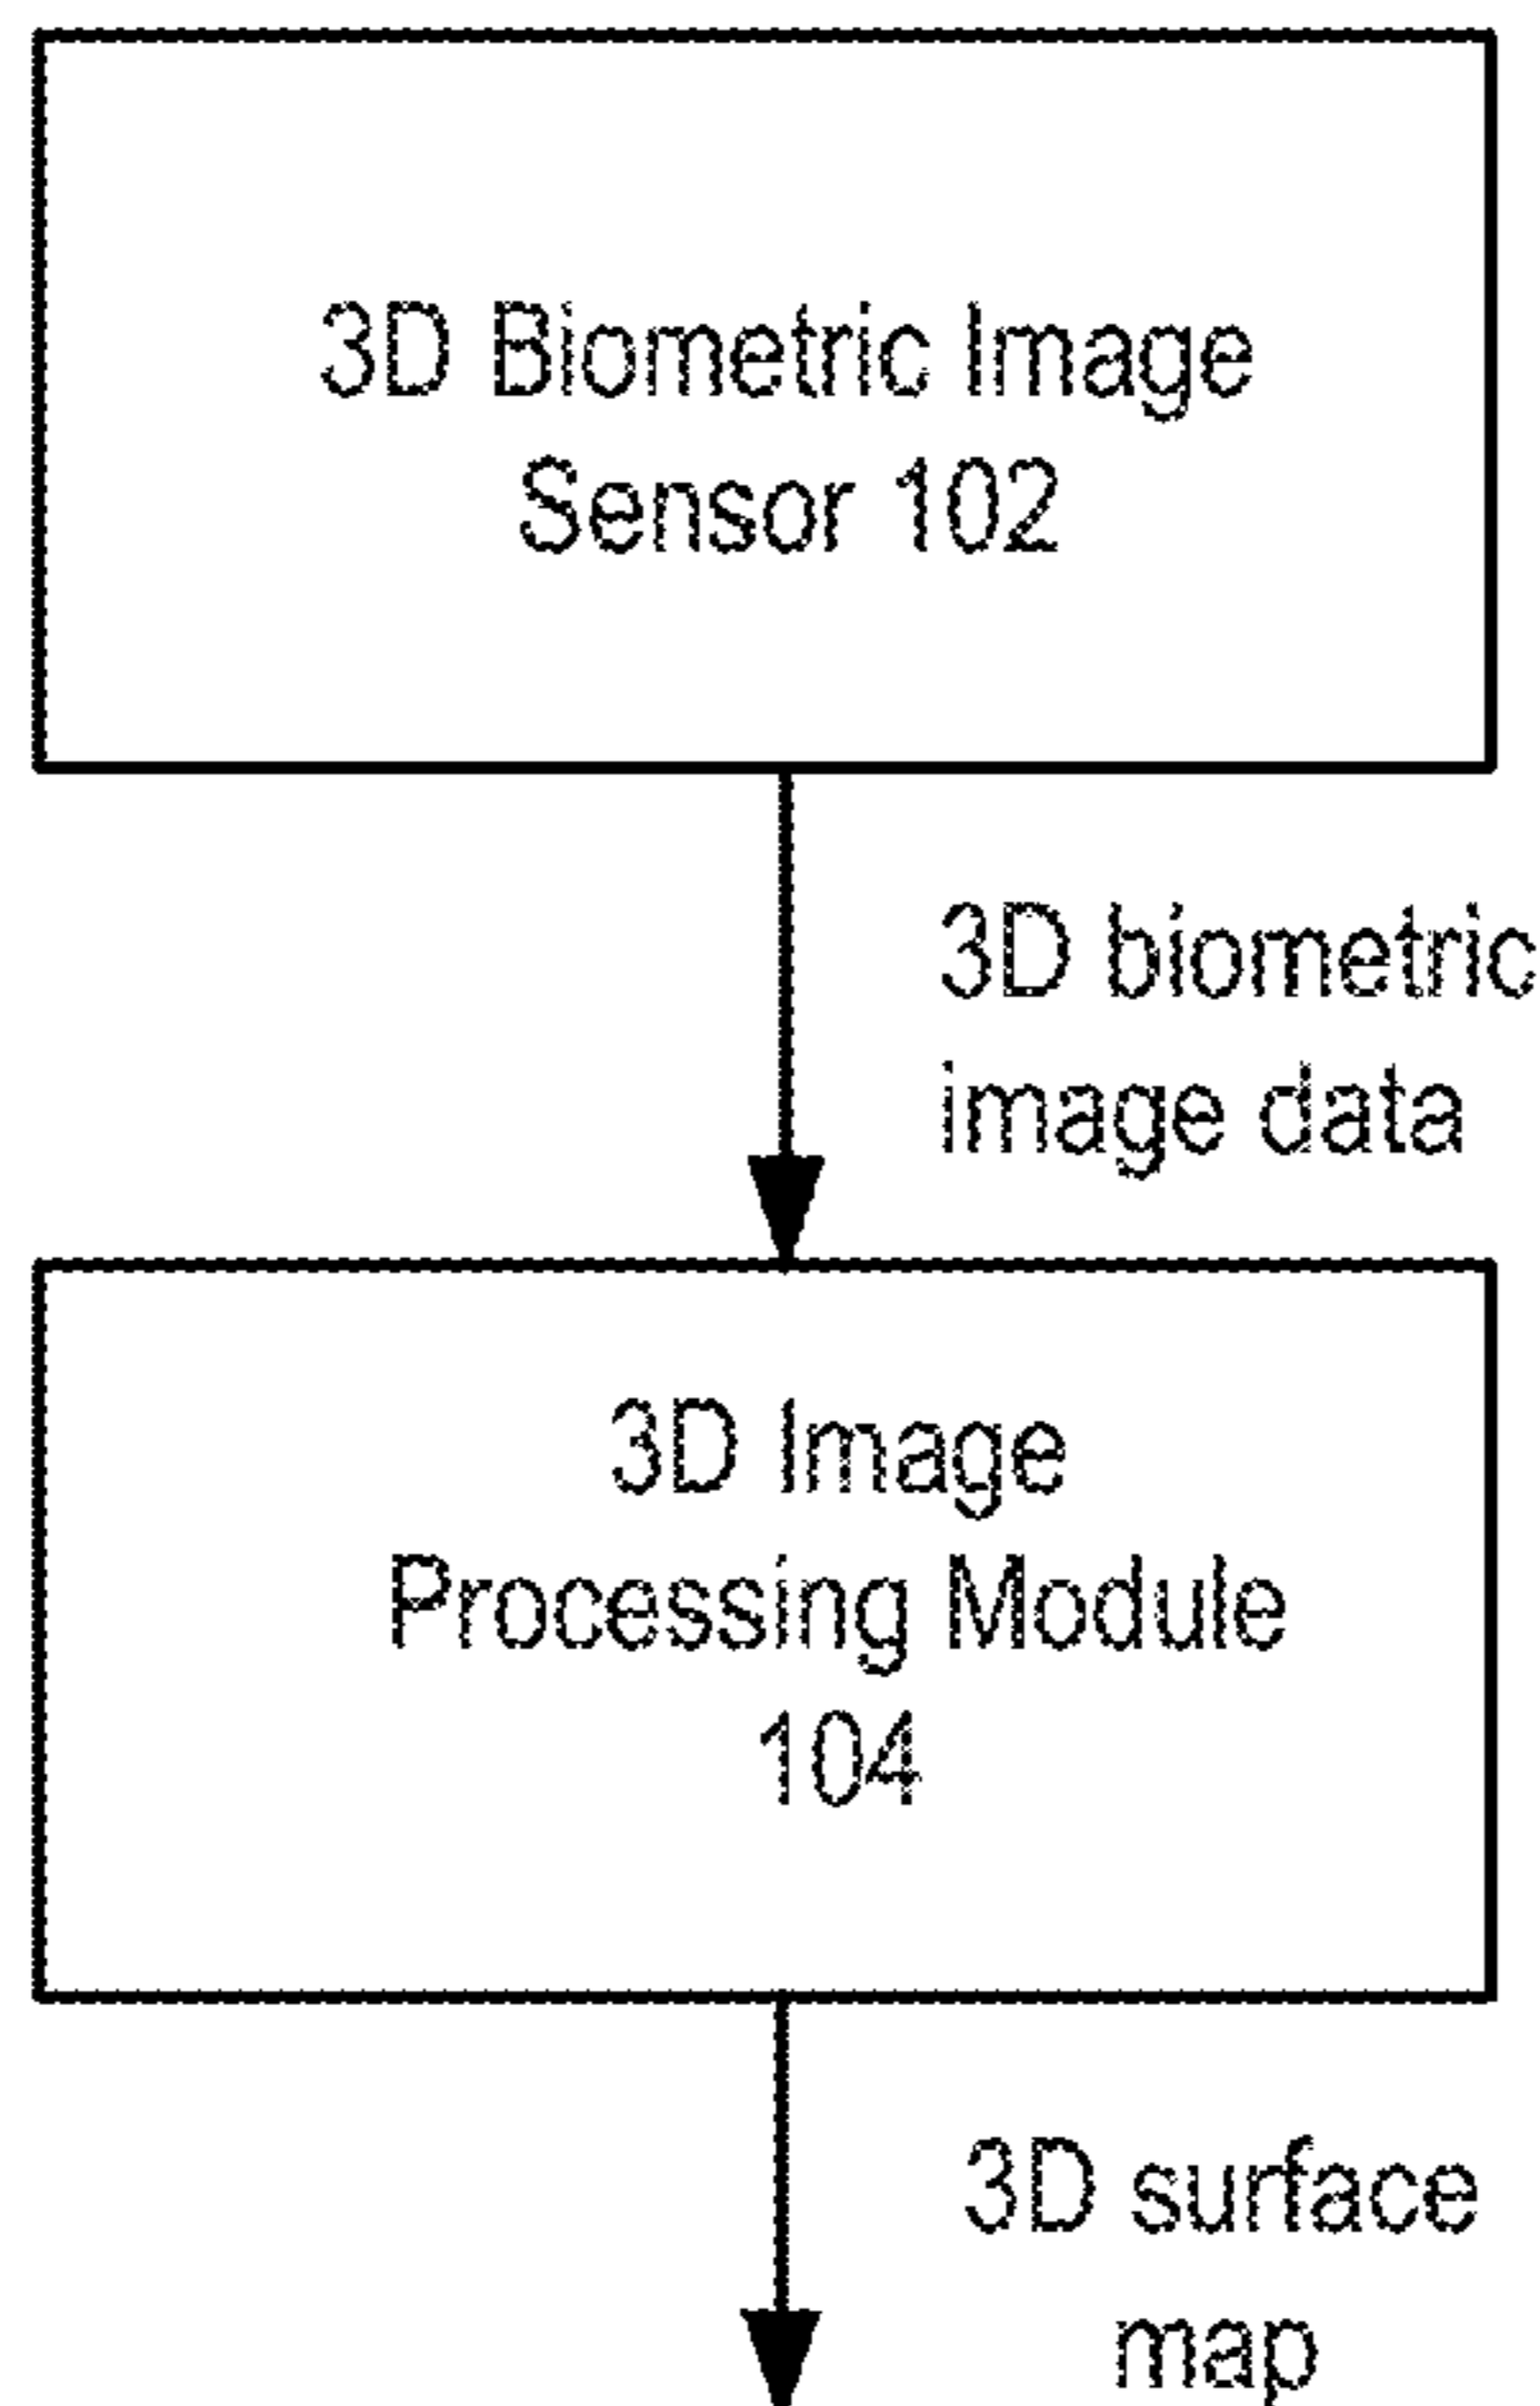 3D Biometric Image
Sensor 102
3D biometric
image data
3D Image
Processing Module
104
3D surface
map